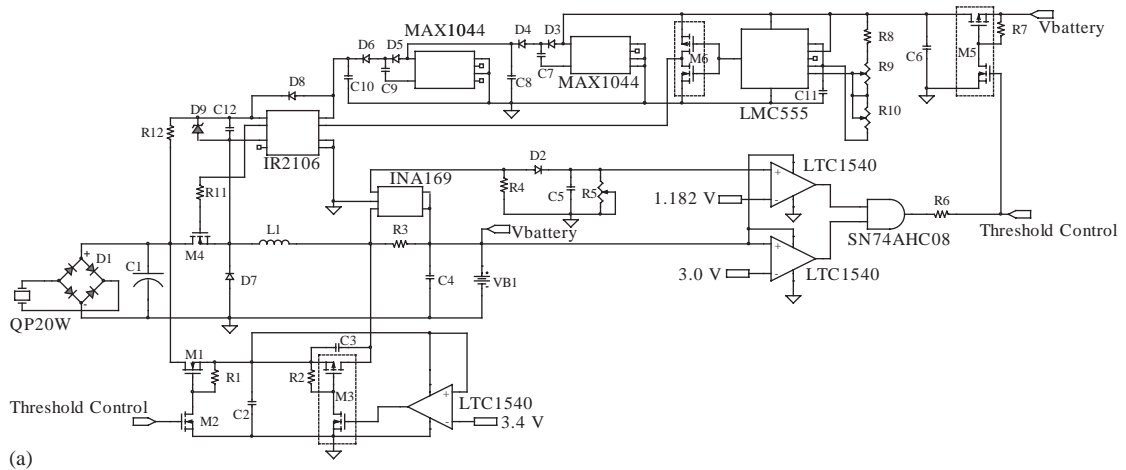 MAX1044
D4
D3
D6
D5
M6
R8
M5
R7
Vbattery
C10
C9
C8
C7
MAX1044
C6
R9
D8
C11
LMC555
R10
D9
C12
R12
IR2106
R11
INA169
D2
LTC1540
R4
C5
R5
1.182 V
R6
L1
R3
Vbattery
SN74AHC08
Threshold Control
M4
D1
C1
D7
C4
VB1
3.0 V
LTC1540
QP20W
+
-
M1
C3
R1
R2
M3
Threshold Control
M2
C2
LTC1540
3.4 V
(a)